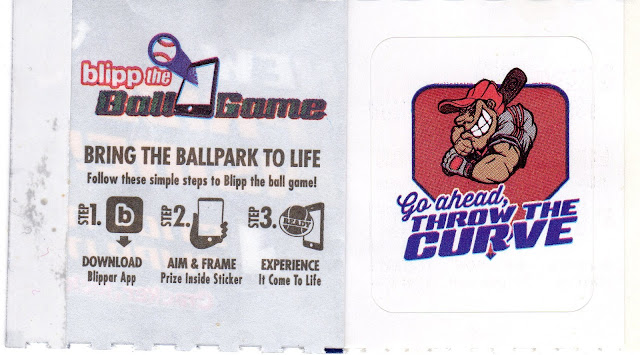 blipp the
Ball Game
BRING THE BALLPARK TO LIFE
Follow these simple steps to Blipp the ball game!
STEP 1.
b
DOWNLOAD
Blippar App
STEP 2.
AIM & FRAME
Prize Inside Sticker
STEP 3.
READY
EXPERIENCE
It Come To Life
Go ahead,
THROW THE
CURVE